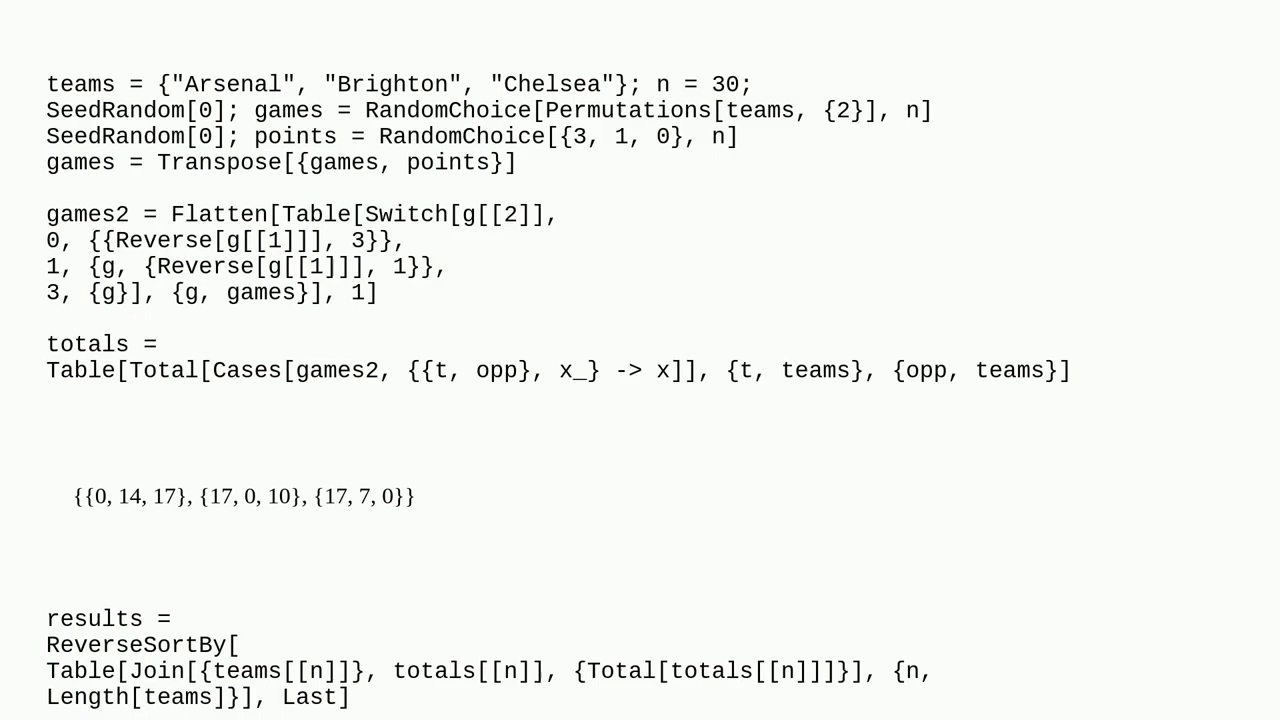 teams = {"Arsenal", "Brighton", "Chelsea"}; n = 30;
SeedRandom[0]; games = RandomChoice[Permutations[teams, {2}], n]
SeedRandom[0]; points = RandomChoice[{3, 1, 0}, n]
games = Transpose[{games, points}]
games2 = Flatten[Table[Switch[g[[2]],
0, {{Reverse[g[[1]]], 3}},
1, {g, {Reverse[g[[1]]], 1}},
3, {g}], {g, games}], 1]
totals =
Table[Total[Cases[games2, {{t, opp}, x_} -> x]], {t, teams}, {opp, teams}]
{{0, 14, 17}, {17, 0, 10}, {17, 7, 0}}
results =
ReverseSortBy[
Table[Join[{teams[[n]]}, totals[[n]], {Total[totals[[n]]]}], {n,
Length[teams]}], Last]